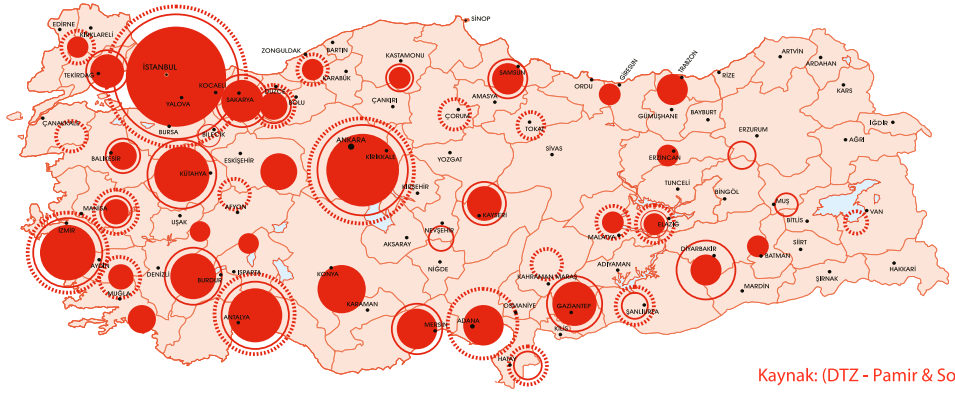 SİNOP
EDİRNE
KIRKLARELİ
BARTIN
ZONGULDAK
KASTAMONU
ARTVİN
ARDAHAN
TEKİRDAĞ
İSTANBUL
KARABÜK
SAMSUN
GİRESUN
TRABZON
RİZE
ORDU
KARS
KOCAELİ
SAKARYA
BOLU
YALOVA
ÇANKIRI
AMASYA
ÇORUM
GÜMÜŞHANE
BAYBURT
IĞDIR
ÇANAKKALE
BURSA
BİLECİK
TOKAT
ERZURUM
AĞRI
ANKARA
KIRIKKALE
BALIKESİR
ESKİŞEHİR
YOZGAT
SİVAS
ERZİNCAN
KÜTAHYA
TUNCELİ
KIRŞEHİR
BİNGÖL
MANİSA
AFYON
MUŞ
UŞAK
KAYSERİ
VAN
BİTLİS
İZMİR
NEVŞEHİR
MALATYA
ELAZIĞ
AKSARAY
DİYARBAKIR
SİİRT
BATMAN
AYDIN
DENİZLİ
BURDUR
ISPARTA
KONYA
NİĞDE
ADIYAMAN
HAKKARİ
KAHRAMAN MARAŞ
ŞIRNAK
MARDİN
MUĞLA
KARAMAN
OSMANİYE
GAZİANTEP
ŞANLIURFA
ANTALYA
MERSİN
ADANA
KİLİS
HATAY
Kaynak: (DTZ - Pamir & So